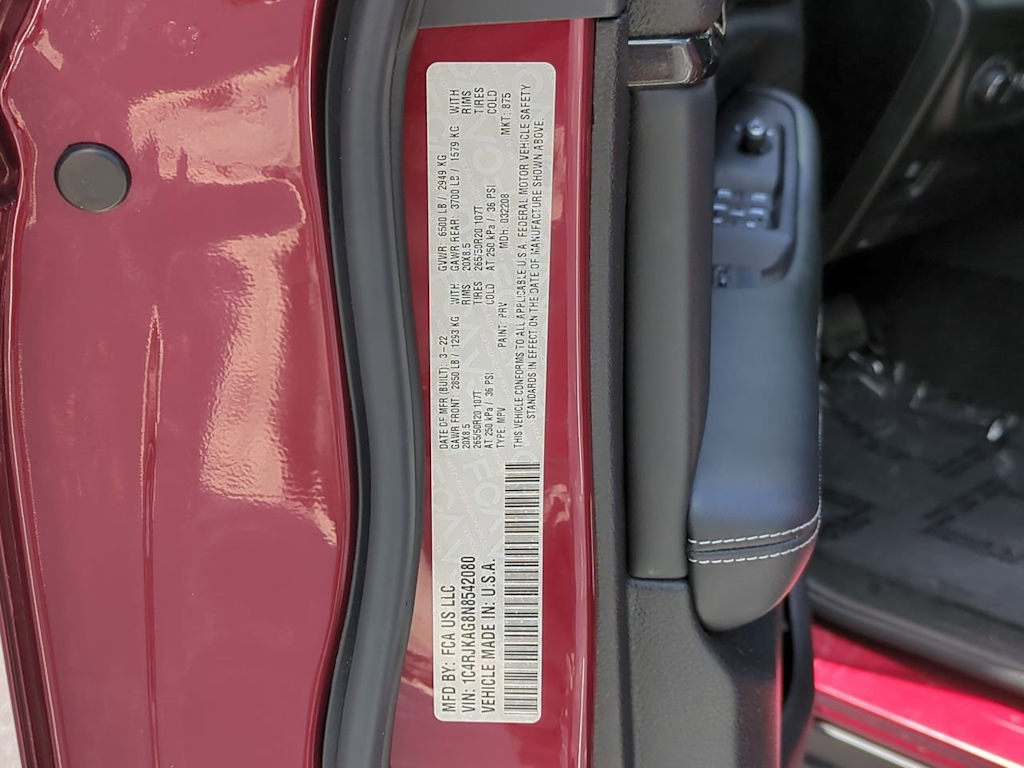 MFD BY: FCA US LLC
VIN: 1C4RJKAG8N8542080
VEHICLE MADE IN: U.S.A.
DATE OF MFR (BUILT): 3-22 GVWR: 6500 LB / 2949 KG
GAWR FRONT: 2850 LB / 1293 KG WITH GAWR REAR: 3700 LB / 1579 KG WITH
20X8.5 RIMS 20X8.5 RIMS
265/50R20 107T TIRES 265/50R20 107T TIRES
AT 250 kPa / 36 PSI COLD AT 250 kPa / 36 PSI COLD
TYPE: MPV PAINT: PRV MDH: 032208 MKT: 875
THIS VEHICLE CONFORMS TO ALL APPLICABLE U.S.A. FEDERAL MOTOR VEHICLE SAFETY
STANDARDS IN EFFECT ON THE DATE OF MANUFACTURE SHOWN ABOVE.